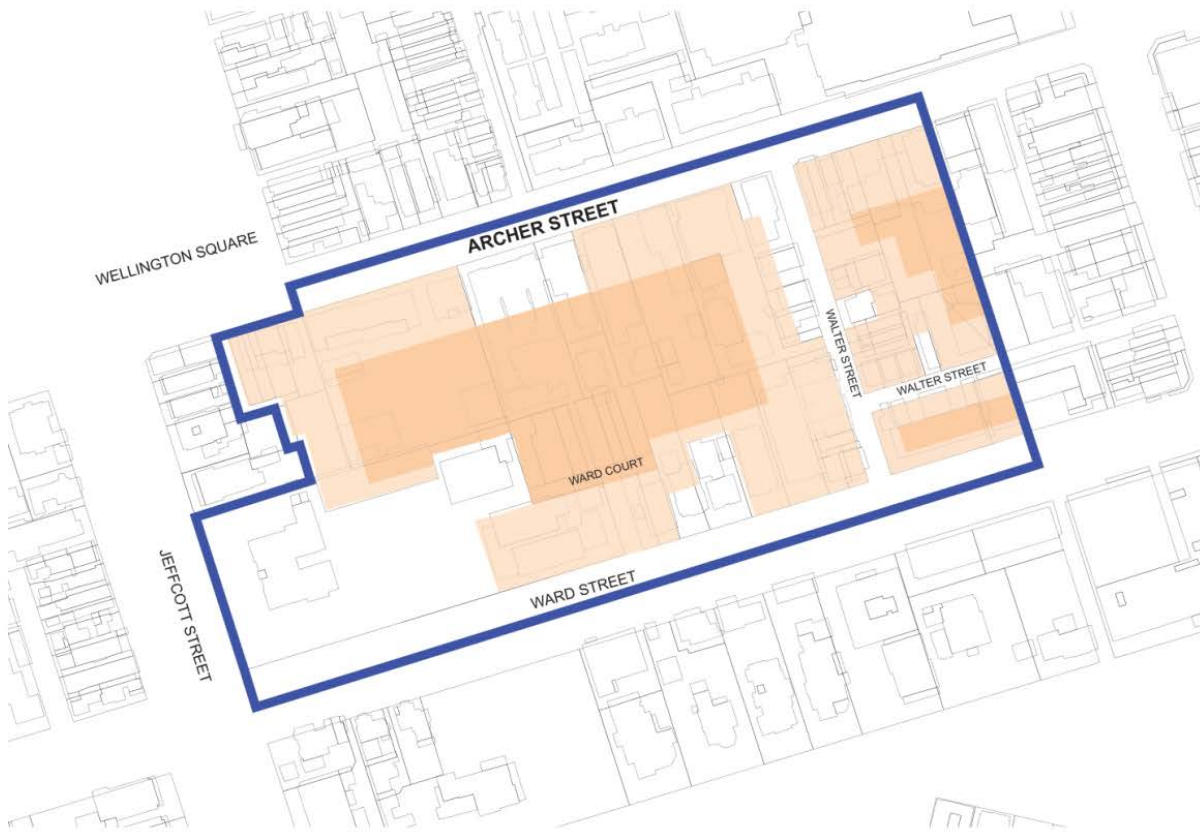 WELLINGTON SQUARE
ARCHER STREET
WALTER STREET
WALTER STREET
WARD COURT
WARD STREET
JEFFCOTT STREET